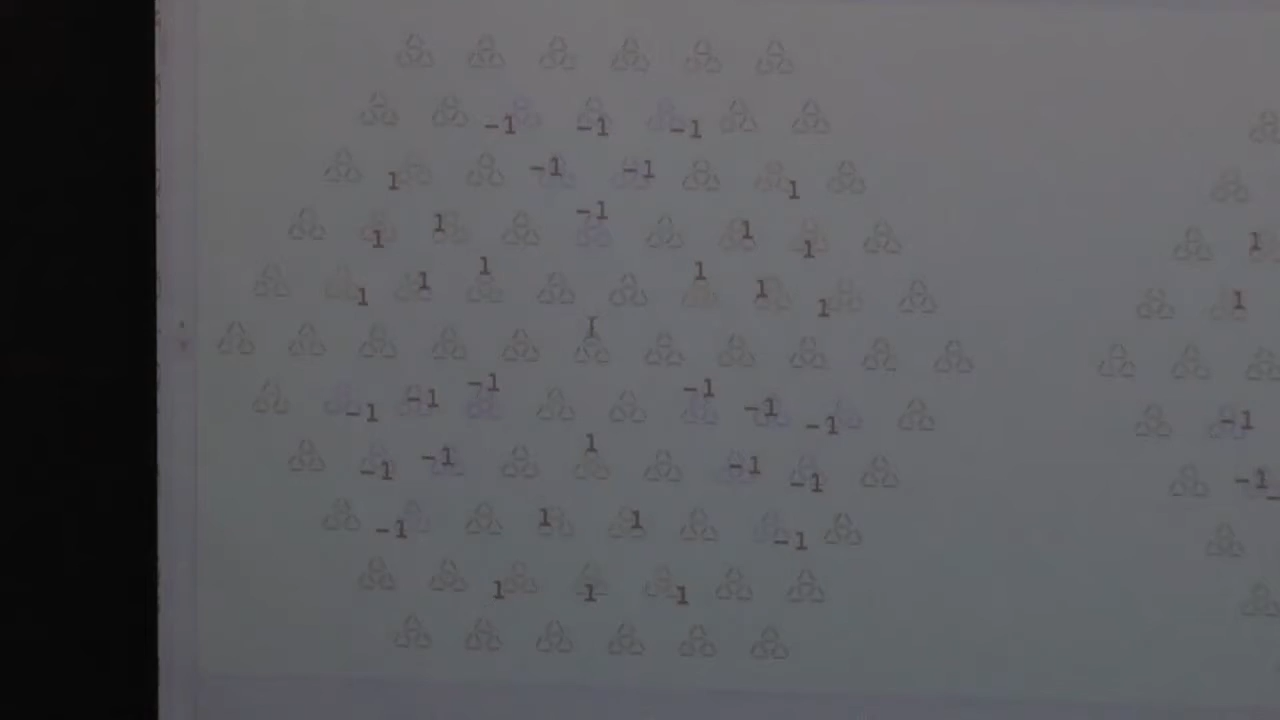 -1 -1 -1
1 -1 -1 1
1 1 -1 1 1 1
1 1 1 1 1 1 1
-1 -1 -1 -1 -1 -1 -1
-1 -1 1 -1 -1 -1
-1 1 1 -1
1 1 1